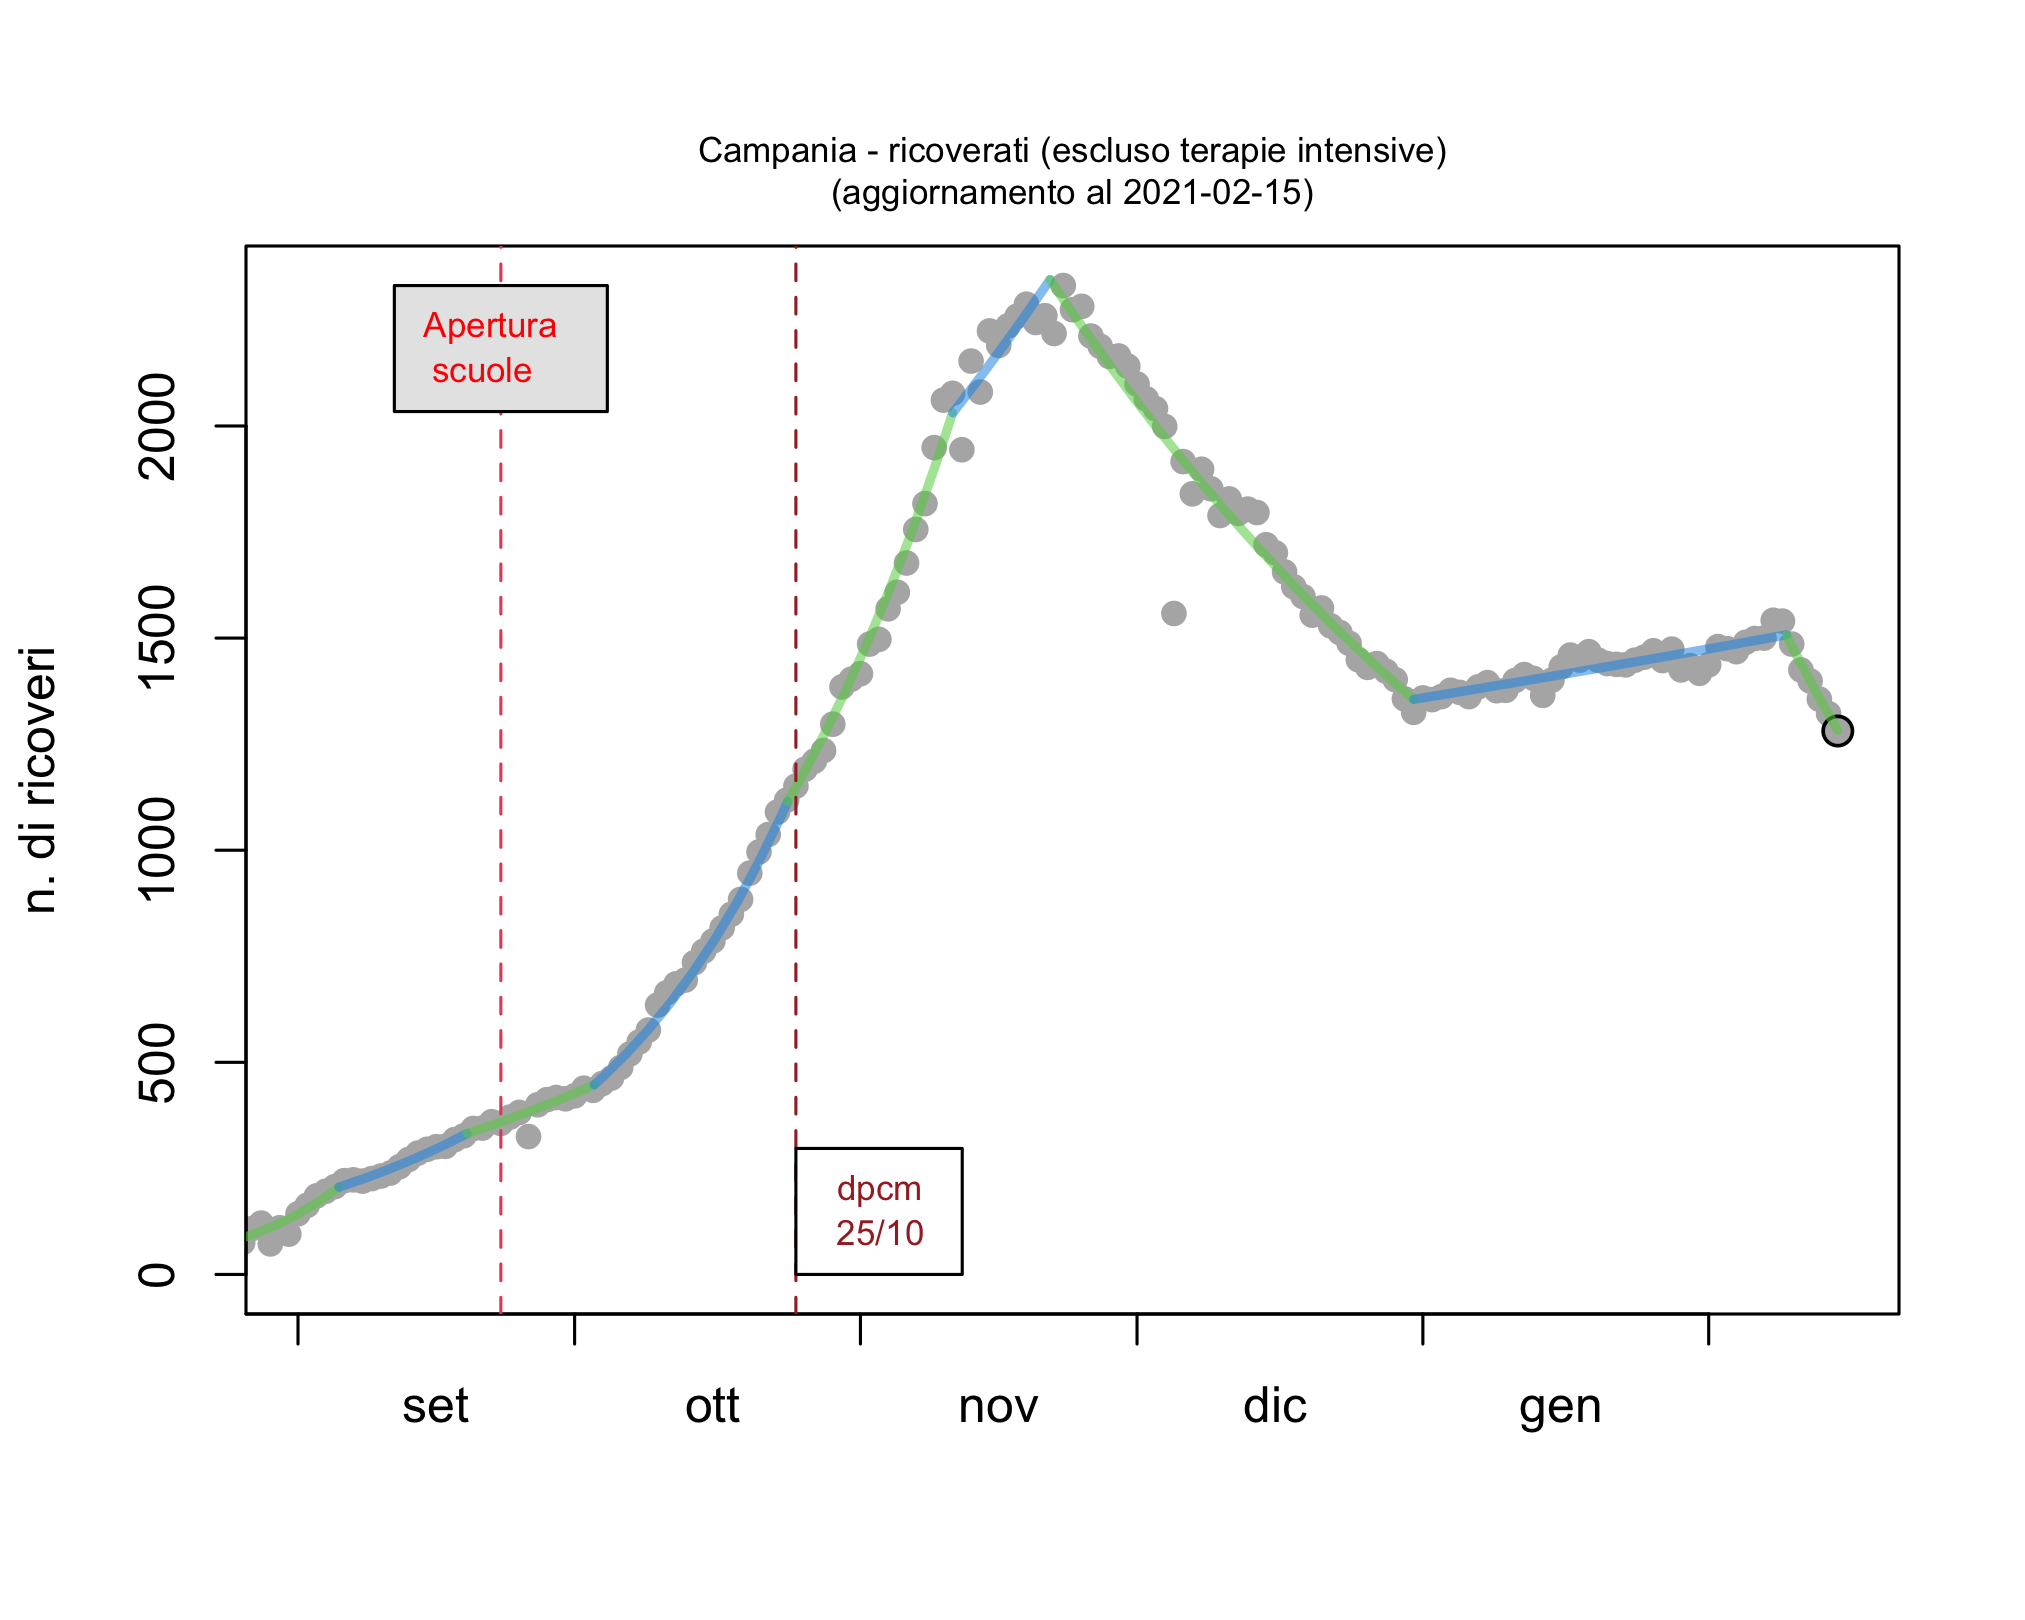 Campania - ricoverati (escluso terapie intensive)
(aggiornamento al 2021-02-15)
Apertura
scuole
n. di ricoveri
2000
1500
1000
500
0
dpcm
25/10
set
ott
nov
dic
gen